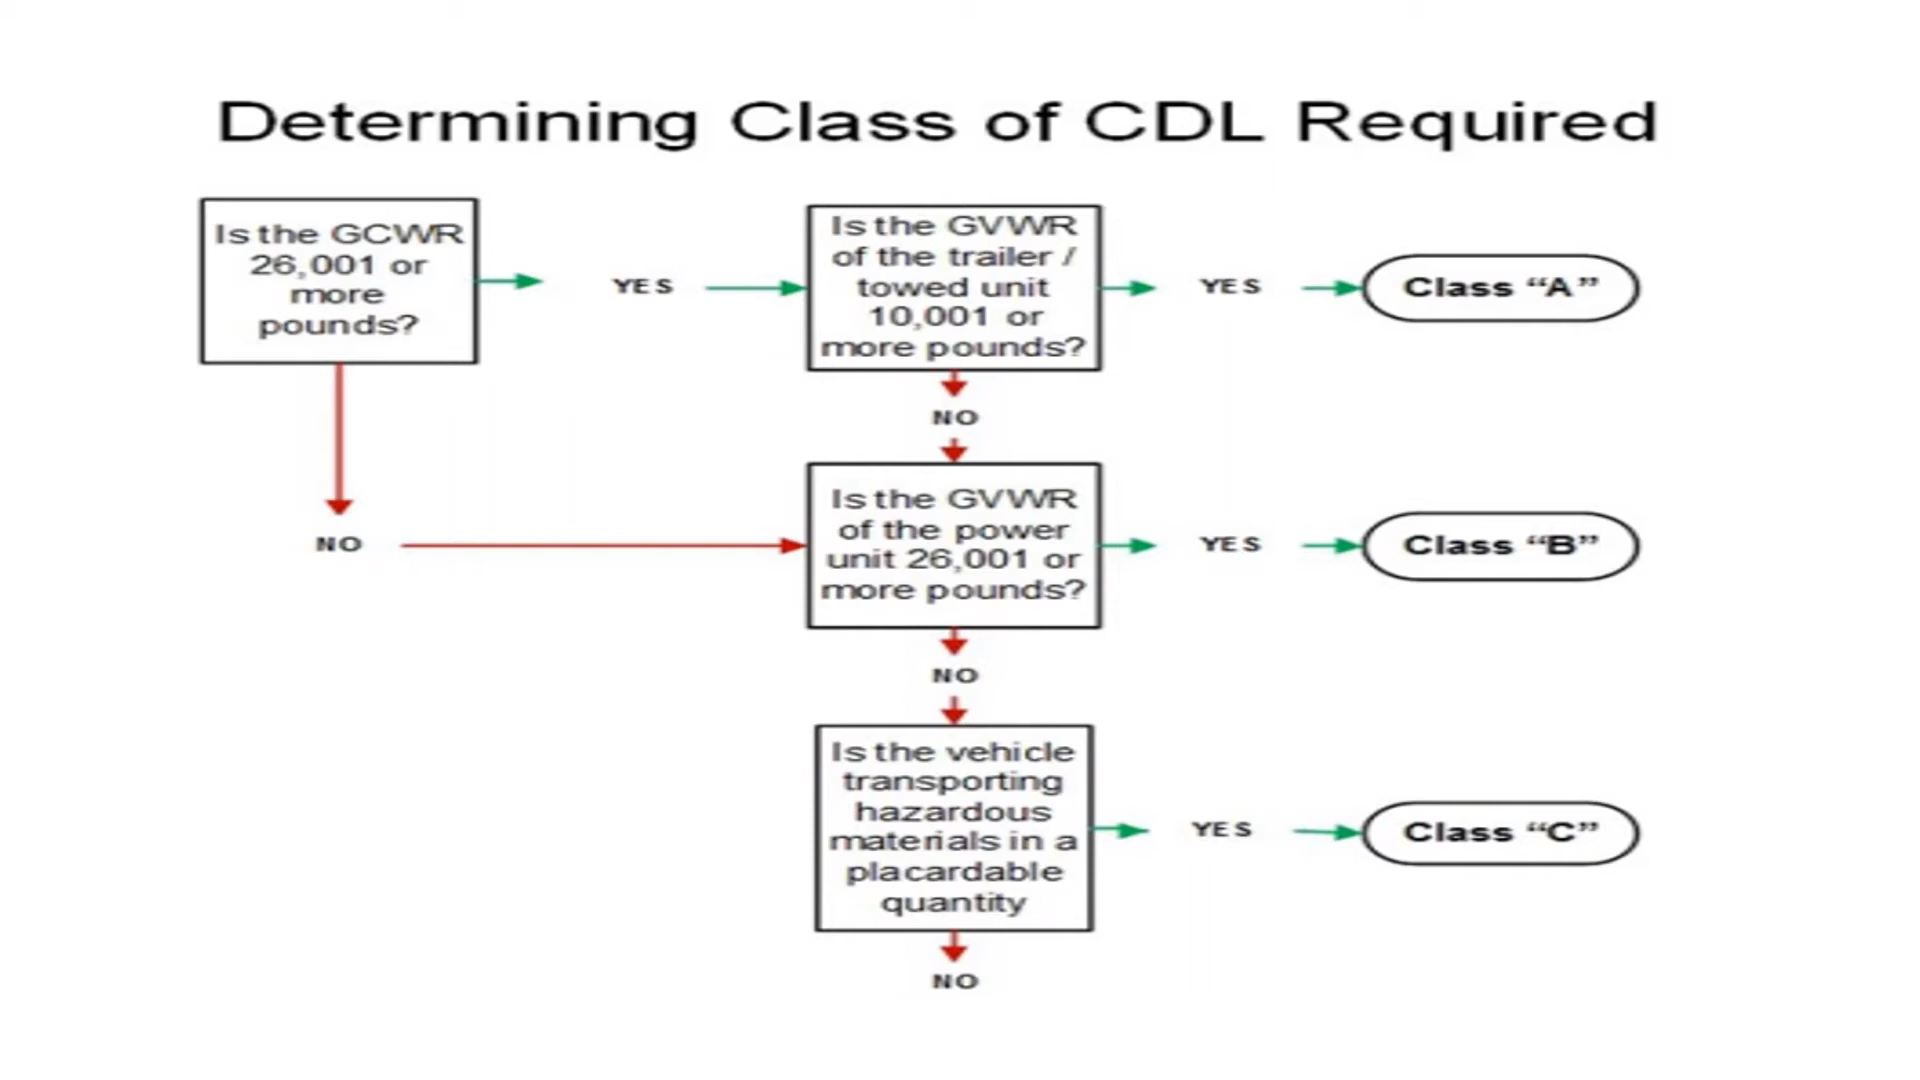 Determining Class of CDL Required
Is the GCWR
26,001 or
more
pounds?
YES
Is the GVWR
of the trailer /
towed unit
10,001 or
more pounds?
YES
Class “A”
NO
NO
Is the GVWR
of the power
unit 26,001 or
more pounds?
YES
Class “B”
NO
Is the vehicle
transporting
hazardous
materials in a
placardable
quantity
YES
Class “C”
NO